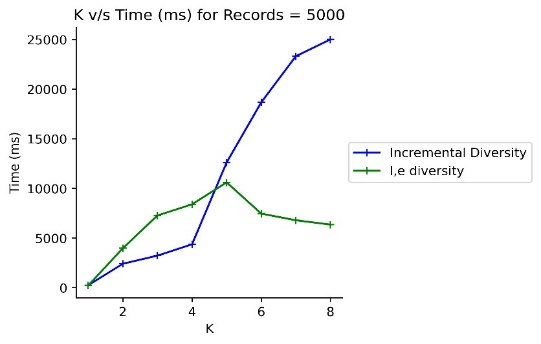 K v/s Time (ms) for Records = 5000
25000
20000
15000
10000
5000
0
Time (ms)
2 4 6 8
K
Incremental Diversity
l,e diversity